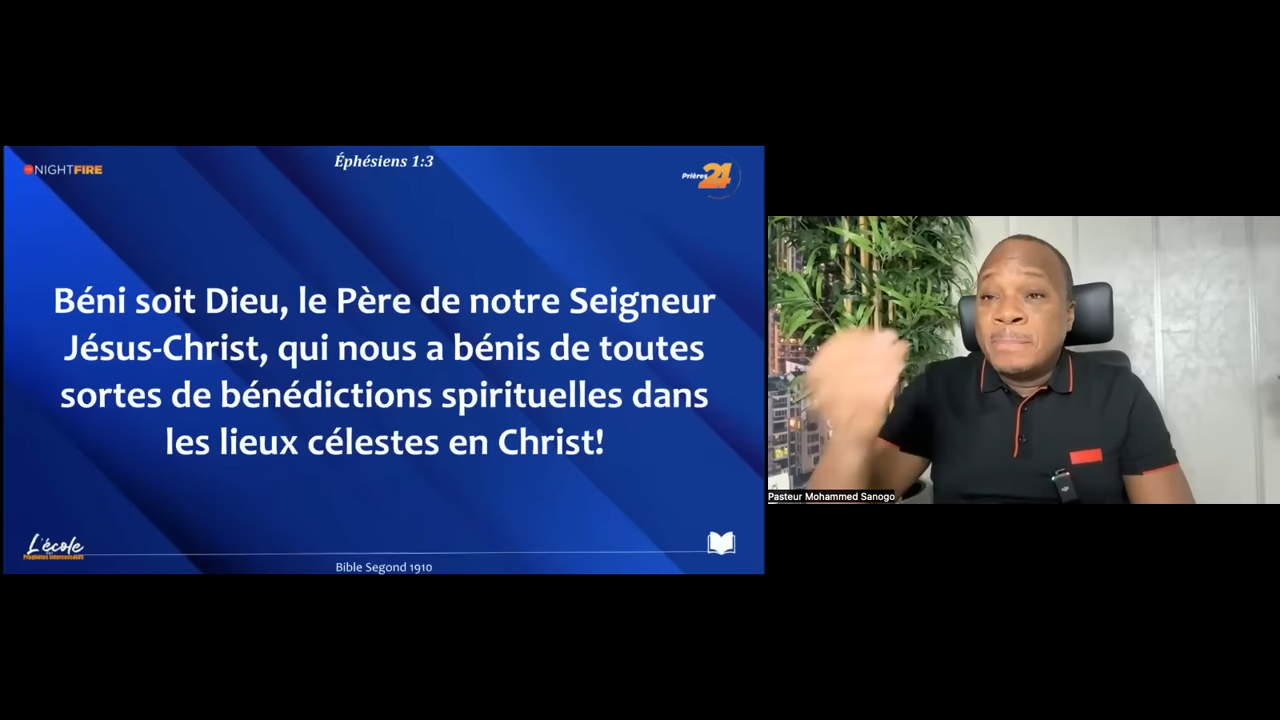 NIGHTFIRE
Éphésiens 1:3
Prières 21
Béni soit Dieu, le Père de notre Seigneur
Jésus-Christ, qui nous a bénis de toutes
sortes de bénédictions spirituelles dans
les lieux célestes en Christ!
L'école
Bible Segond 1910
Pasteur Mohammed Sanogo